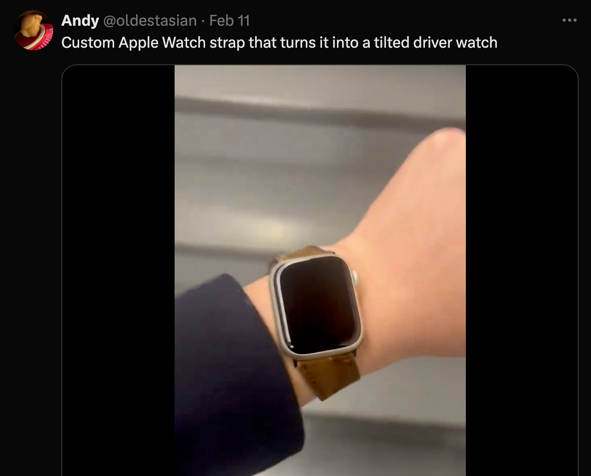 Andy @oldestasian · Feb 11
Custom Apple Watch strap that turns it into a tilted driver watch